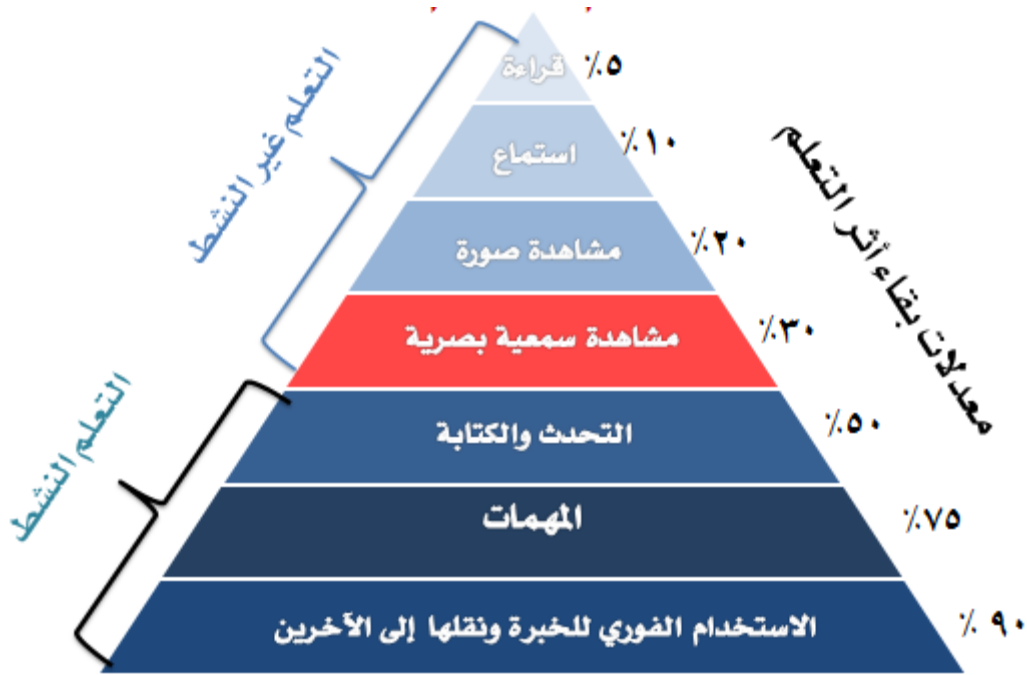 قراءة
٪٥
استماع
٪١٠
مشاهدة صورة
٪٢٠
مشاهدة سمعية بصرية
٪٣٠
التحدث والكتابة
٪٥٠
المهمات
٪٧٥
الاستخدام الفوري للخبرة ونقلها إلى الآخرين
٪ ٩٠
معدلات بقاء أثر التعلم
التعلم غير النشط
التعلم النشط